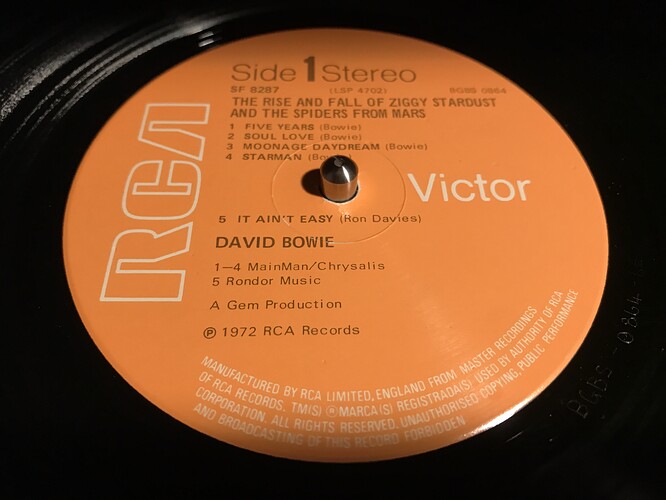 Side 1 Stereo
SF 8287 (LSP 4702) BGBS 0864
THE RISE AND FALL OF ZIGGY STARDUST
AND THE SPIDERS FROM MARS
1 FIVE YEARS (Bowie)
2 SOUL LOVE (Bowie)
3 MOONAGE DAYDREAM (Bowie)
4 STARMAN
RCA
Victor
5 IT AIN'T EASY (Ron Davies)
DAVID BOWIE
1–4 MainMan/Chrysalis
5 Rondor Music
A Gem Production
℗ 1972 RCA Records
MANUFACTURED BY RCA LIMITED, ENGLAND FROM MASTER RECORDINGS
OF RCA RECORDS. TM(S) ® MARCA(S) REGISTRADA(S) USED BY AUTHORITY OF RCA
CORPORATION. ALL RIGHTS RESERVED. UNAUTHORISED COPYING, PUBLIC PERFORMANCE
AND BROADCASTING OF THIS RECORD FORBIDDEN
BGBS-0864